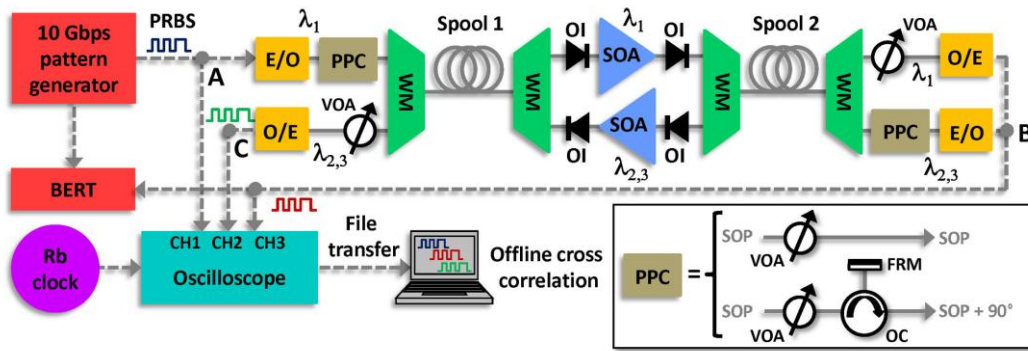 PRBS
10 Gbps
pattern
generator
A
E/O
λ1
PPC
WM
Spool 1
WM
OI
SOA
λ1
OI
WM
Spool 2
WM
VOA
λ1
O/E
C
O/E
VOA
λ2,3
OI
SOA
λ2,3
OI
PPC
λ2,3
E/O
B
BERT
Rb
clock
CH1 CH2 CH3
Oscilloscope
File
transfer
Offline cross
correlation
PPC
=
SOP
VOA
SOP
FRM
SOP
VOA
OC
SOP + 90°